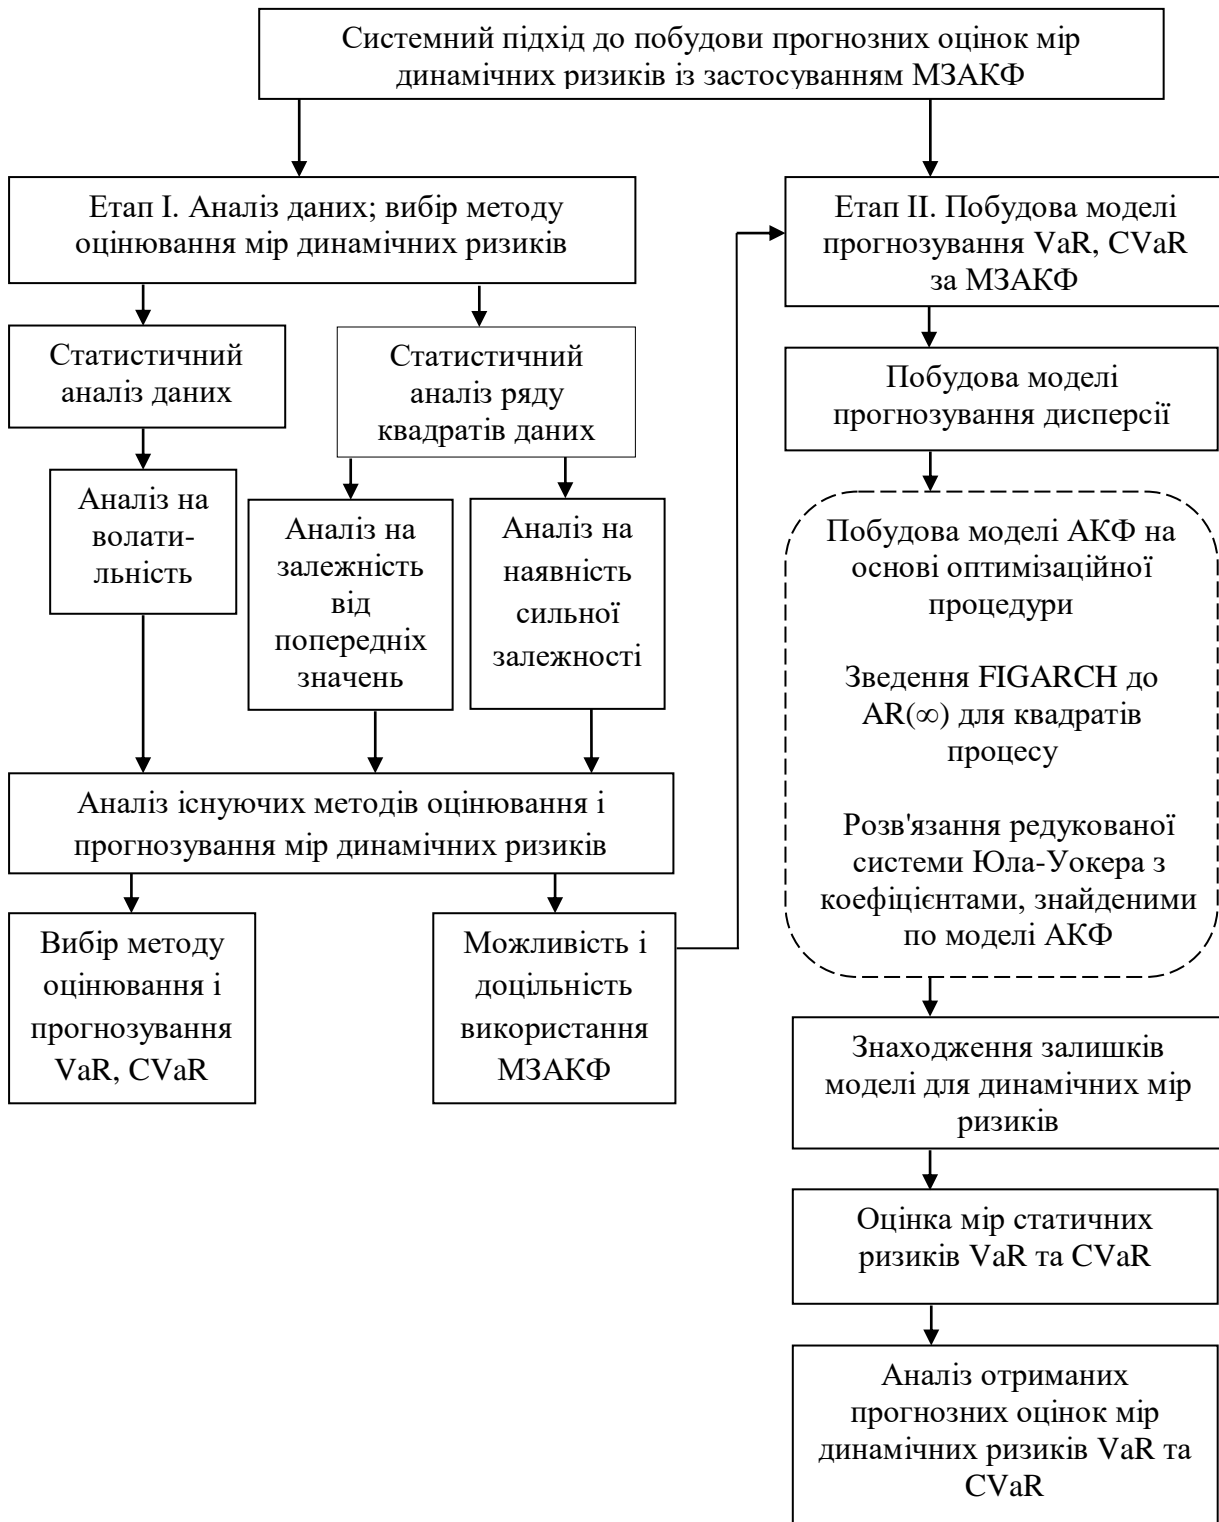 Системний підхід до побудови прогнозних оцінок мір
динамічних ризиків із застосуванням МЗАКФ
Етап I. Аналіз даних; вибір методу
оцінювання мір динамічних ризиків
Статистичний
аналіз даних
Статистичний
аналіз ряду
квадратів даних
Аналіз на
волати-
льність
Аналіз на
залежність
від
попередніх
значень
Аналіз на
наявність
сильної
залежності
Аналіз існуючих методів оцінювання і
прогнозування мір динамічних ризиків
Вибір методу
оцінювання і
прогнозування
VaR, CVaR
Можливість і
доцільність
використання
МЗАКФ
Етап II. Побудова моделі
прогнозування VaR, CVaR
за МЗАКФ
Побудова моделі
прогнозування дисперсії
Побудова моделі АКФ на
основі оптимізаційної
процедури
Зведення FIGARCH до
AR(∞) для квадратів
процесу
Розв'язання редукованої
системи Юла-Уокера з
коефіцієнтами, знайденими
по моделі АКФ
Знаходження залишків
моделі для динамічних мір
ризиків
Оцінка мір статичних
ризиків VaR та CVaR
Аналіз отриманих
прогнозних оцінок мір
динамічних ризиків VaR та
CVaR